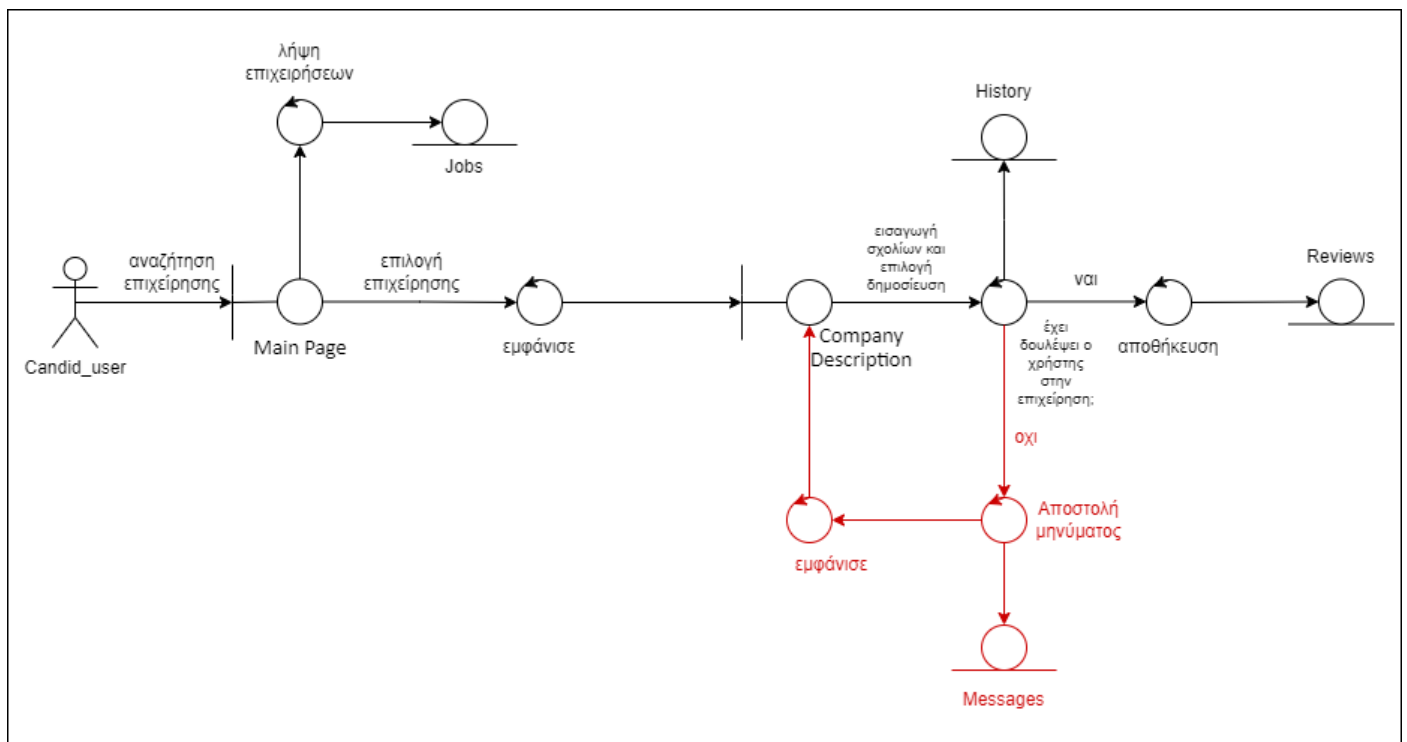 λήψη
επιχειρήσεων
Jobs
History
αναζήτηση
επιχείρησης
επιλογή
επιχείρησης
εισαγωγή
σχολίων και
επιλογή
δημοσίευση
ναι
Reviews
Candid_user
Main Page
εμφάνισε
Company
Description
έχει
δουλέψει ο
χρήστης
στην
επιχείρηση;
αποθήκευση
οχι
Αποστολή
μηνύματος
εμφάνισε
Messages